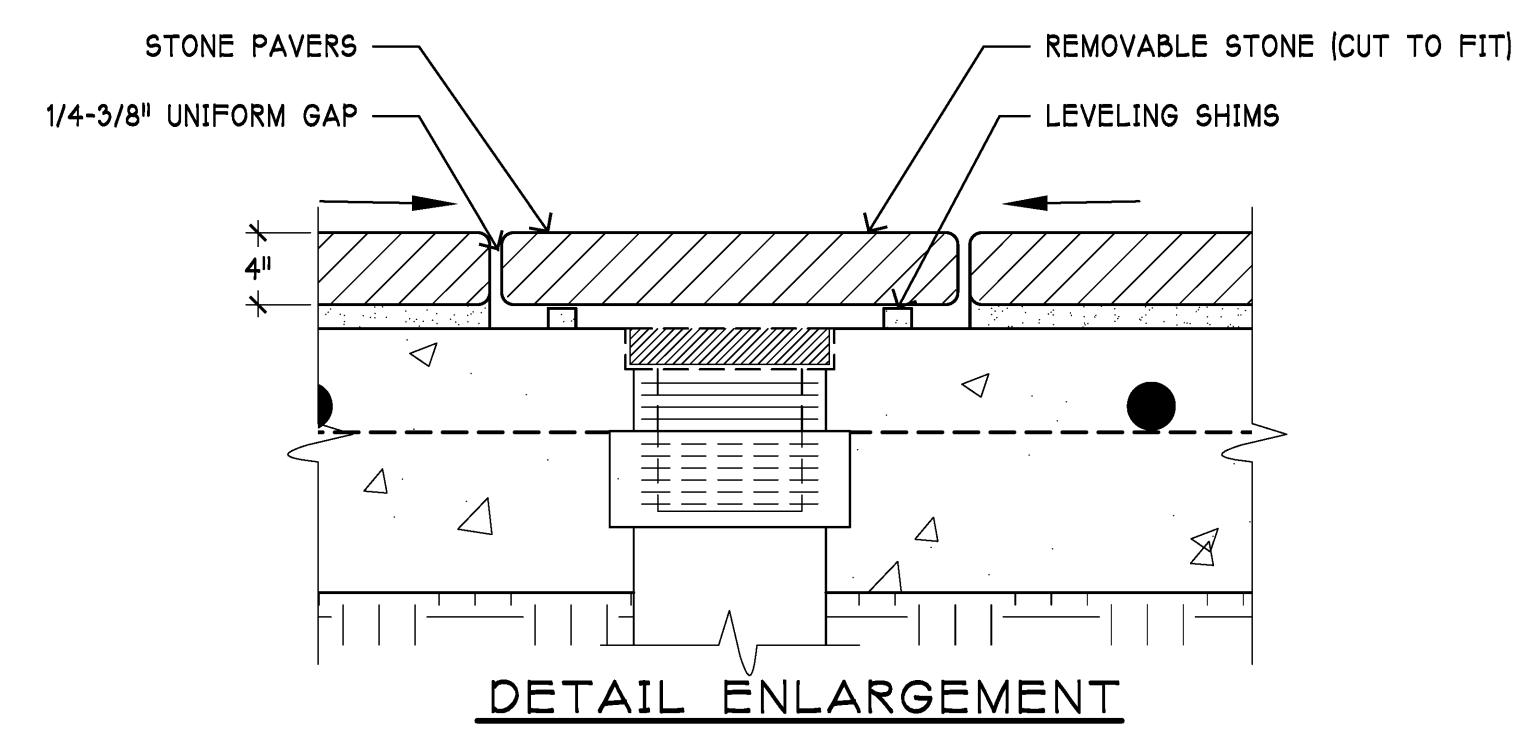 STONE PAVERS
REMOVABLE STONE (CUT TO FIT)
1/4-3/8" UNIFORM GAP
LEVELING SHIMS
4"
DETAIL ENLARGEMENT